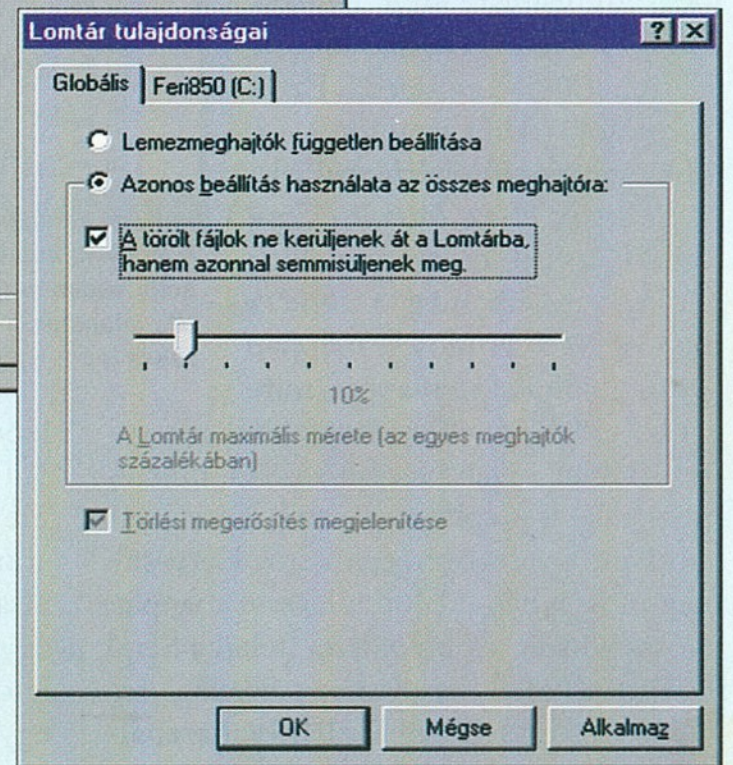 Lomtár tulajdonságai
Globális
Feri850 (C:)
Lemezmeghajtók független beállítása
Azonos beállítás használata az összes meghajtóra:
A törölt fájlok ne kerüljenek át a Lomtárba,
hanem azonnal semmisüljenek meg.
10%
A Lomtár maximális mérete (az egyes meghajtók
százalékában)
Törlési megerősítés megjelenítése
OK
Mégse
Alkalmaz